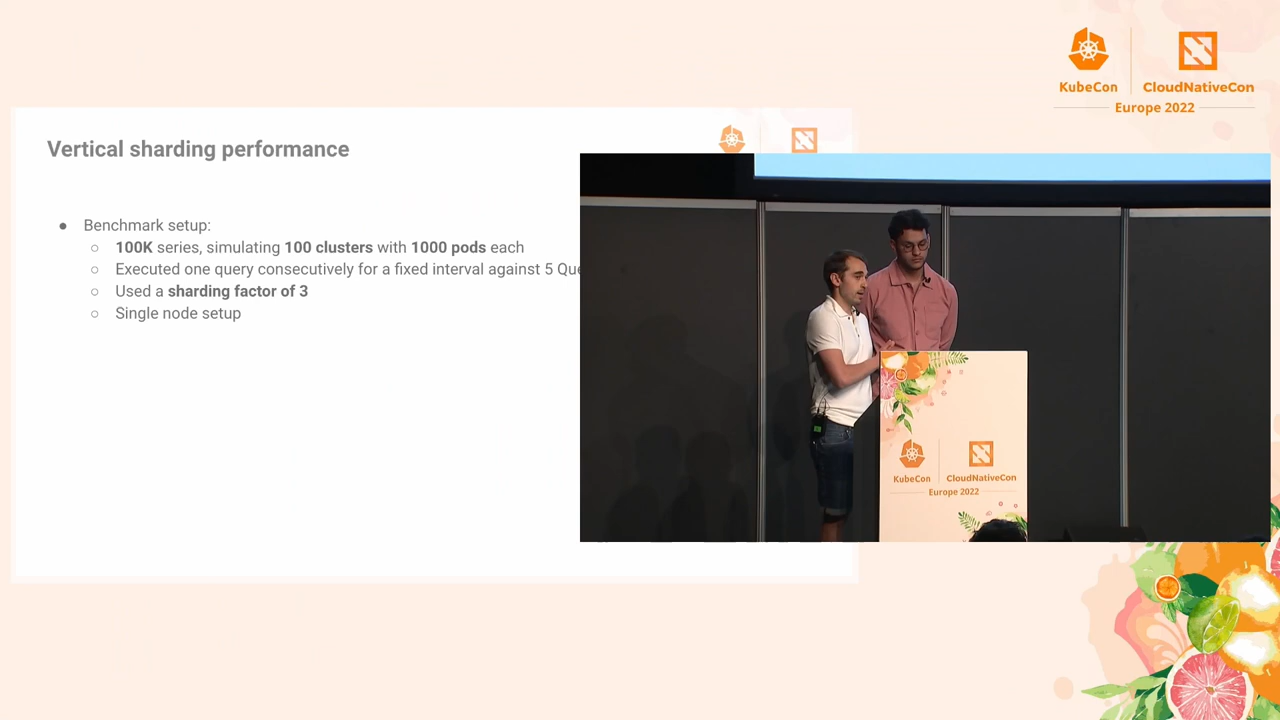 KubeCon
CloudNativeCon
Europe 2022
Vertical sharding performance
● Benchmark setup:
○ 100K series, simulating 100 clusters with 1000 pods each
○ Executed one query consecutively for a fixed interval against 5
○ Used a sharding factor of 3
○ Single node setup
KubeCon
CloudNativeCon
Europe 2022